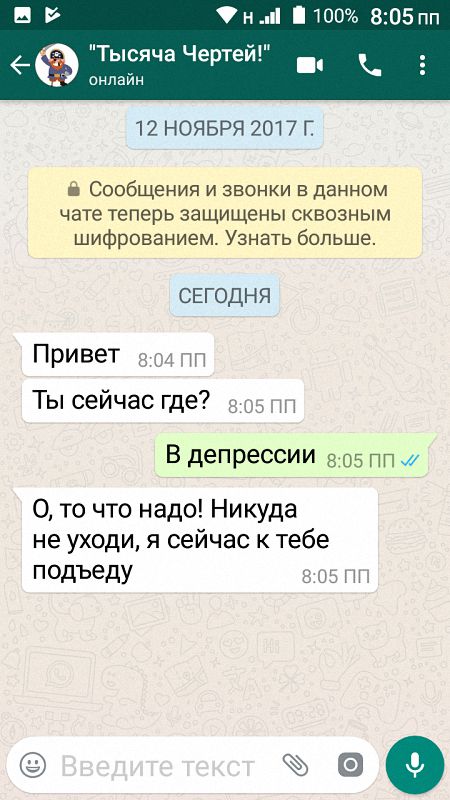 Н 100% 8:05 пп
"Тысяча Чертей!"
онлайн
12 НОЯБРЯ 2017 Г.
Сообщения и звонки в данном
чате теперь защищены сквозным
шифрованием. Узнать больше.
СЕГОДНЯ
Привет 8:04 ПП
Ты сейчас где? 8:05 ПП
В депрессии 8:05 ПП
О, то что надо! Никуда
не уходи, я сейчас к тебе
подъеду 8:05 ПП
Введите текст